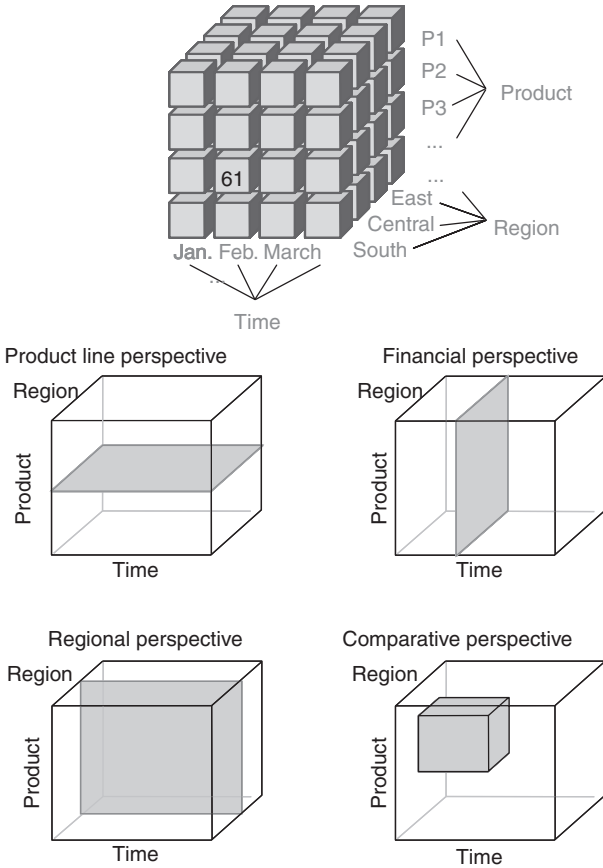 P1
P2
Product
P3
...
61
...
East
Central
Region
South
Jan. Feb. March
...
Time
Product line perspective
Region
Product
Time
Financial perspective
Region
Product
Time
Regional perspective
Region
Product
Time
Comparative perspective
Region
Product
Time